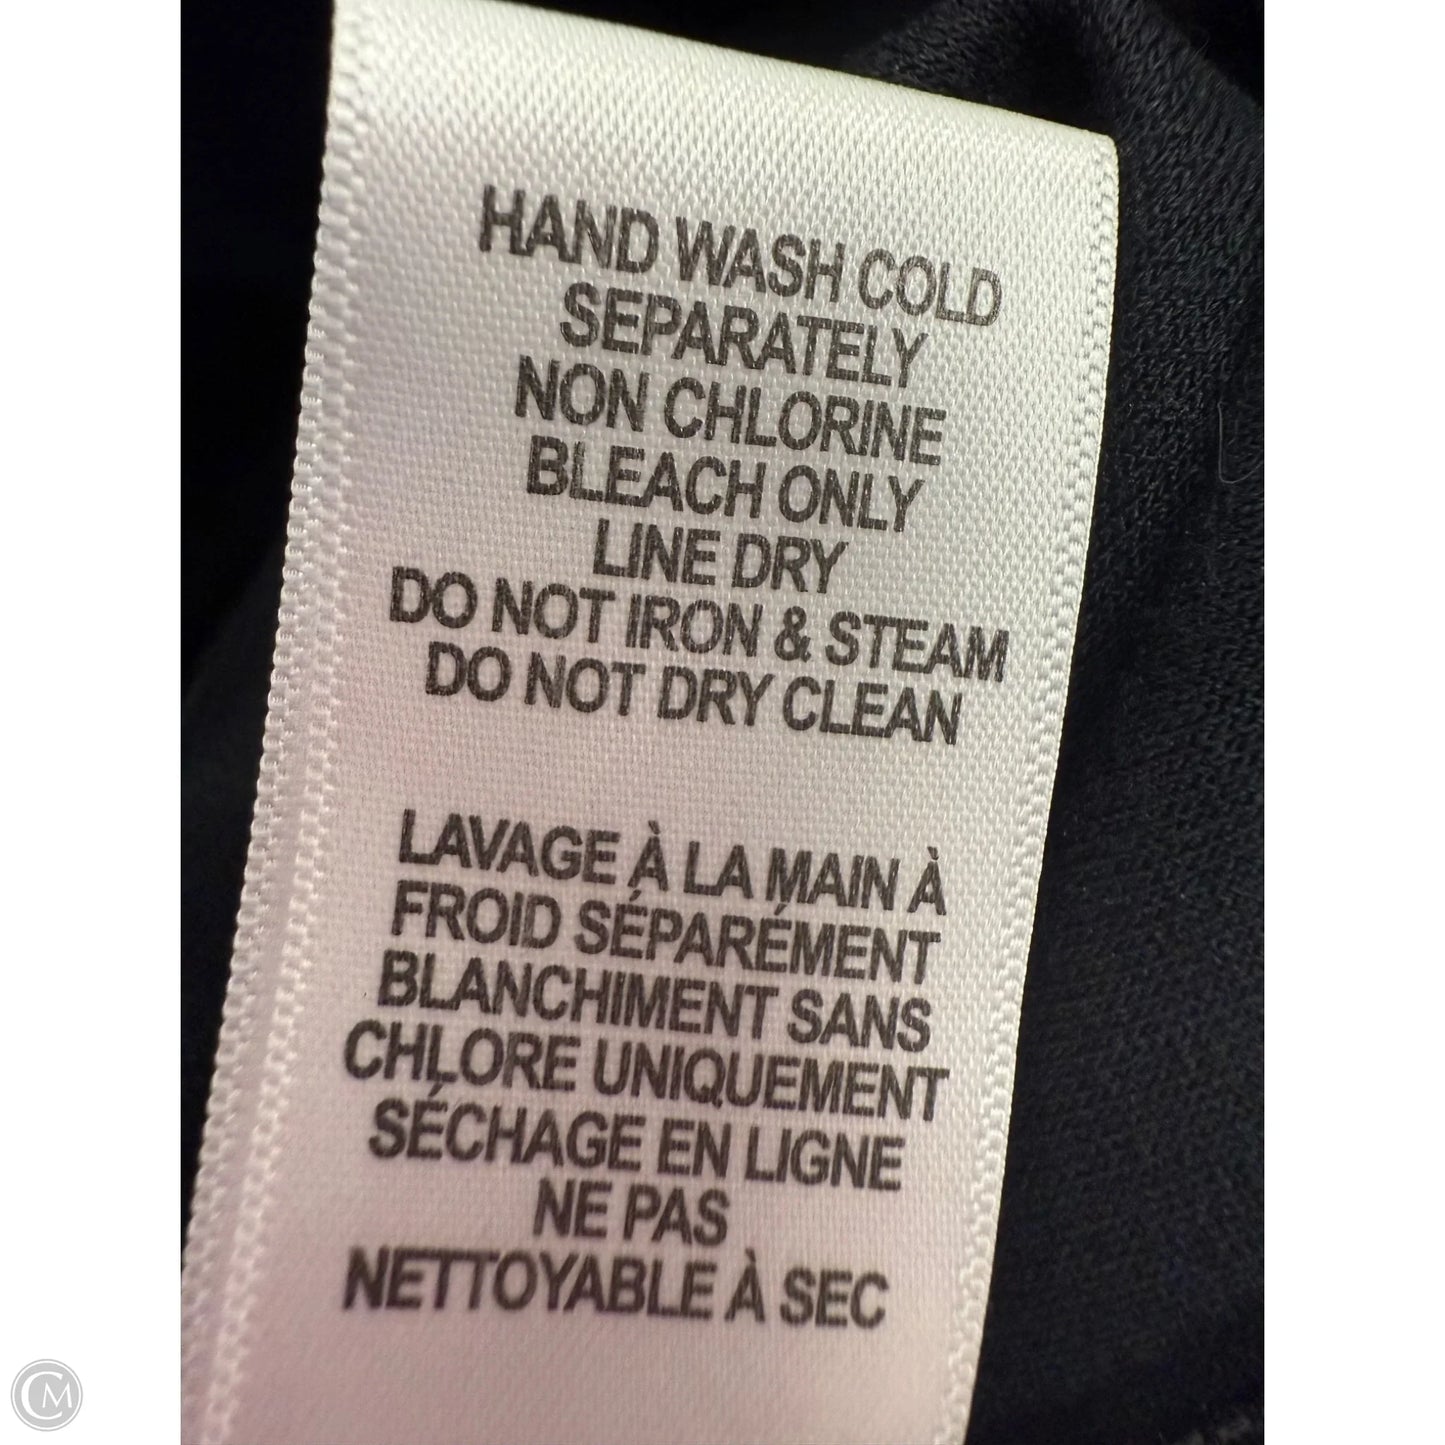 HAND WASH COLD
SEPARATELY
NON CHLORINE
BLEACH ONLY
LINE DRY
DO NOT IRON & STEAM
DO NOT DRY CLEAN
LAVAGE À LA MAIN À
FROID SÉPARÉMENT
BLANCHIMENT SANS
CHLORE UNIQUEMENT
SÉCHAGE EN LIGNE
NE PAS
NETTOYABLE À SEC
CM